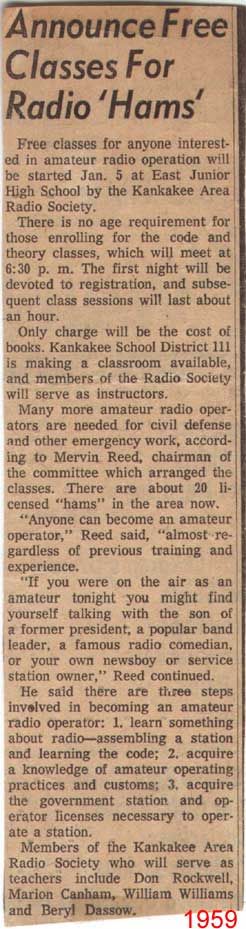 Announce Free
Classes For
Radio 'Hams'
Free classes for anyone interest-
ed in amateur radio operation will
be started Jan. 5 at East Junior
High School by the Kankakee Area
Radio Society.
There is no age requirement for
those enrolling for the code and
theory classes, which will meet at
6:30 p. m. The first night will be
devoted to registration, and subse-
quent class sessions will last about
an hour.
Only charge will be the cost of
books. Kankakee School District 111
is making a classroom available,
and members of the Radio Society
will serve as instructors.
Many more amateur radio oper-
ators are needed for civil defense
and other emergency work, accord-
ing to Mervin Reed, chairman of
the committee which arranged the
classes. There are about 20 li-
censed "hams" in the area now.
"Anyone can become an amateur
operator," Reed said, "almost re-
gardless of previous training and
experience.
"If you were on the air as an
amateur tonight you might find
yourself talking with the son of
a former president, a popular band
leader, a famous radio comedian,
or your own newsboy or service
station owner," Reed continued.
He said there are three steps
involved in becoming an amateur
radio operator: 1. learn something
about radio—assembling a station
and learning the code; 2. acquire
a knowledge of amateur operating
practices and customs; 3. acquire
the government station and op-
erator licenses necessary to oper-
ate a station.
Members of the Kankakee Area
Radio Society who will serve as
teachers include Don Rockwell,
Marion Canham, William Williams
and Beryl Dassow.
1959